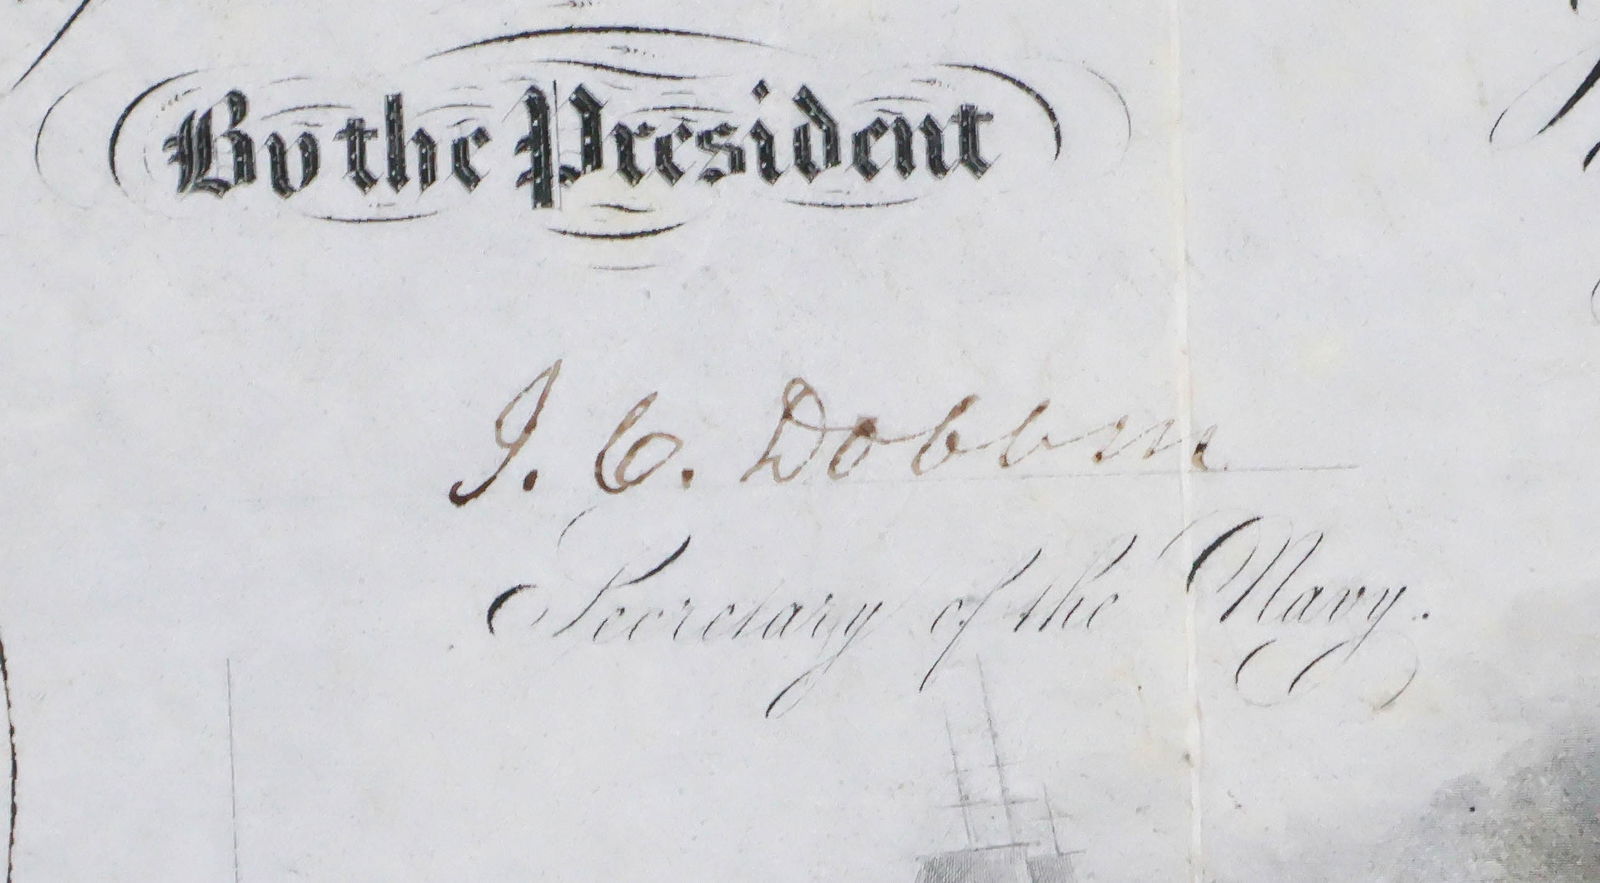 By the President
J. C. Dobbin
Secretary of the Navy.